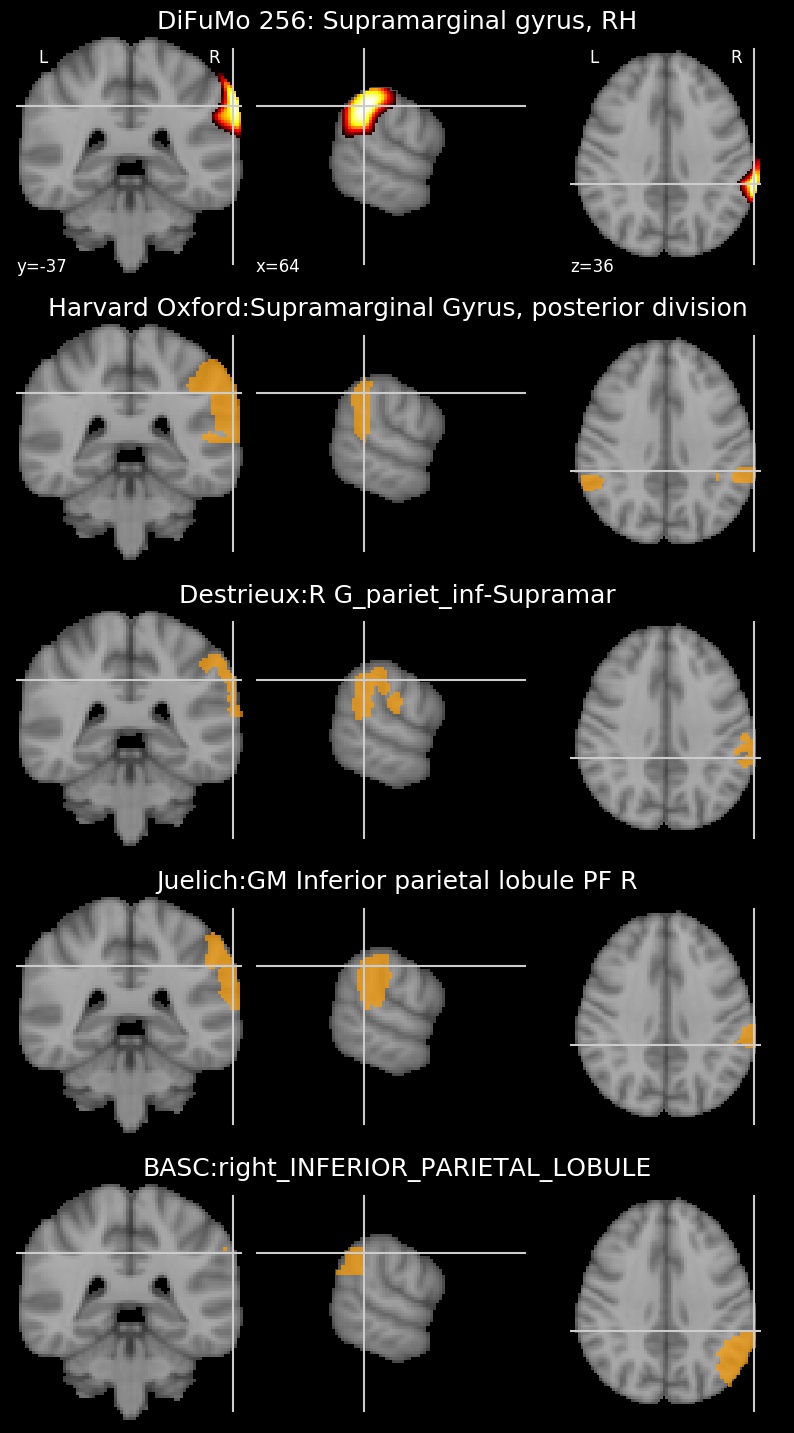 DiFuMo 256: Supramarginal gyrus, RH
L R L R
y=-37 x=64 z=36
Harvard Oxford:Supramarginal Gyrus, posterior division
Destrieux:R G_pariet_inf-Supramar
Juelich:GM Inferior parietal lobule PF R
BASC:right_INFERIOR_PARIETAL_LOBULE